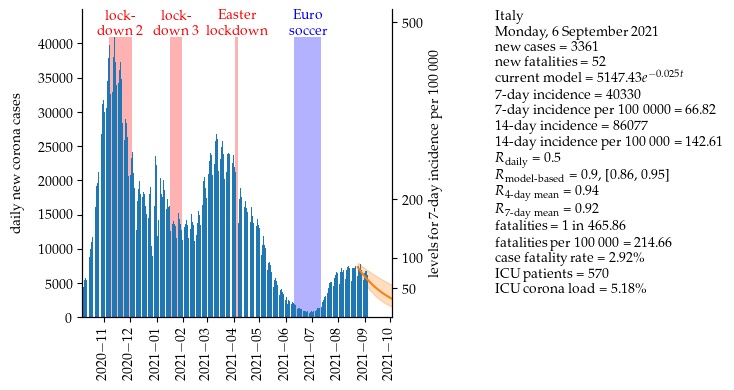 lock-
down 2
lock-
down 3
Easter
lockdown
Euro
soccer
daily new corona cases
40000
35000
30000
25000
20000
15000
10000
5000
0
2020−11
2020−12
2021−01
2021−02
2021−03
2021−04
2021−05
2021−06
2021−07
2021−08
2021−09
2021−10
500
200
100
50
levels for 7-day incidence per 100 000
Italy
Monday, 6 September 2021
new cases = 3361
new fatalities = 52
current model = 5147.43e^{−0.025t}
7-day incidence = 40330
7-day incidence per 100 0000 = 66.82
14-day incidence = 86077
14-day incidence per 100 000 = 142.61
R_daily = 0.5
R_model-based = 0.9, [0.86, 0.95]
R_4-day mean = 0.94
R_7-day mean = 0.92
fatalities = 1 in 465.86
fatalities per 100 000 = 214.66
case fatality rate = 2.92%
ICU patients = 570
ICU corona load = 5.18%